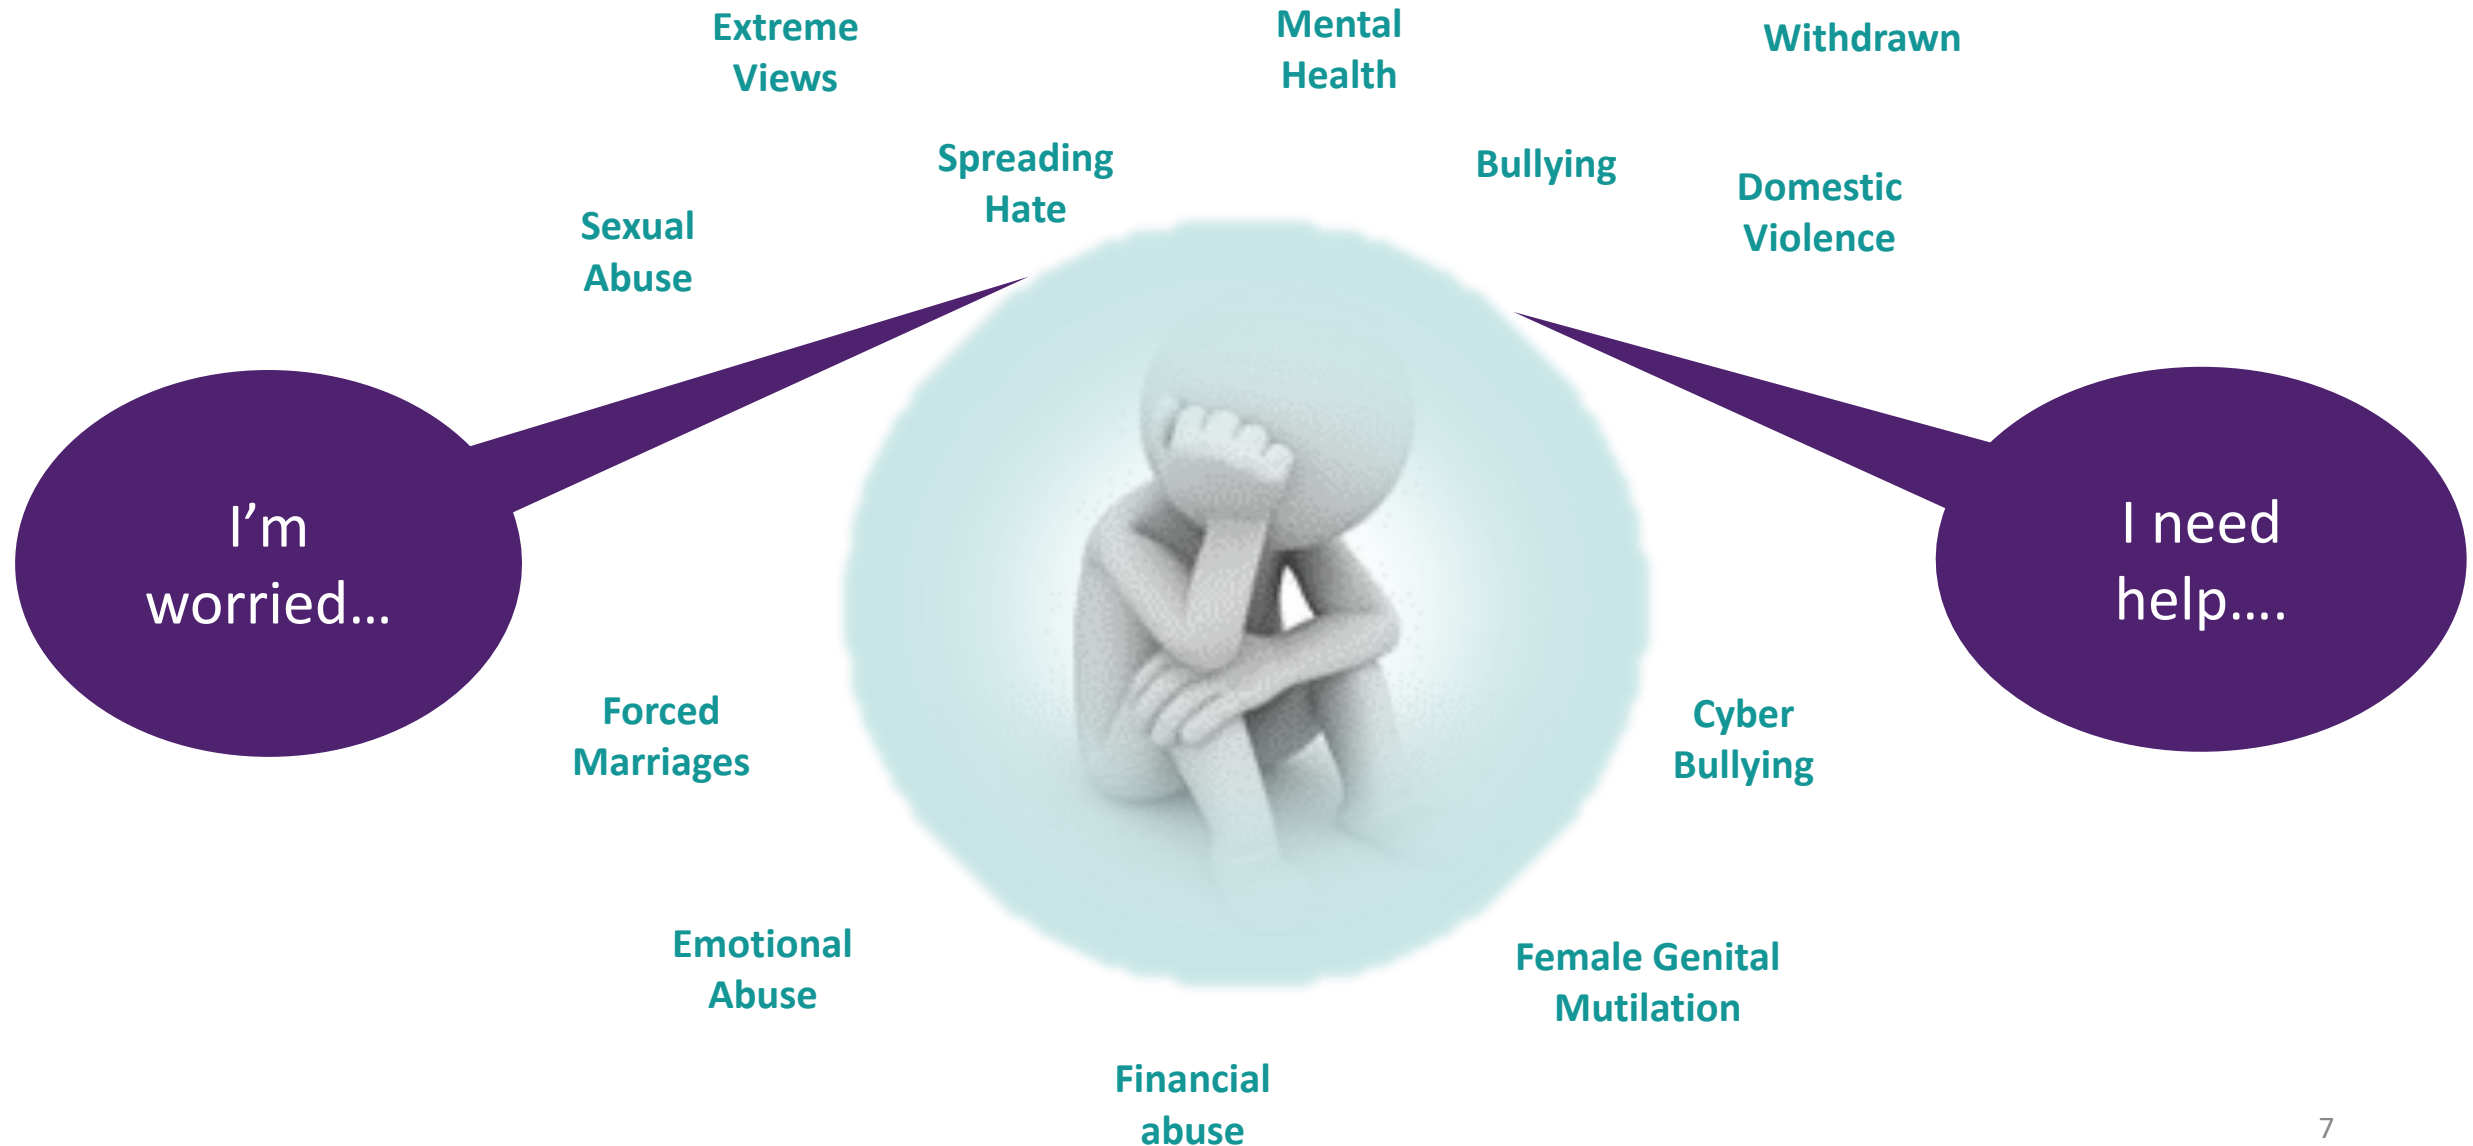 Extreme
Views
Mental
Health
Withdrawn
Spreading
Hate
Bullying
Domestic
Violence
Sexual
Abuse
I’m
worried…
I need
help….
Forced
Marriages
Cyber
Bullying
Emotional
Abuse
Female Genital
Mutilation
Financial
abuse
7